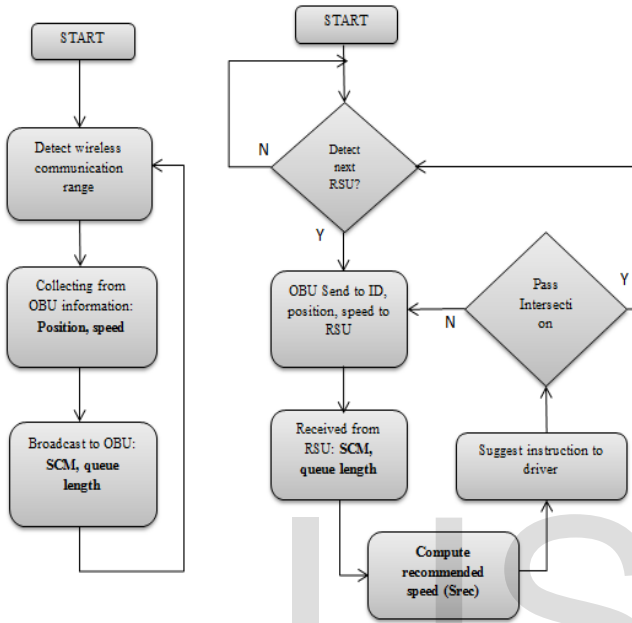 START
Detect wireless
communication
range
Collecting from
OBU information:
Position, speed
Broadcast to OBU:
SCM, queue
length
START
Detect
next
RSU?
N
Y
OBU Send to ID,
position, speed to
RSU
Received from
RSU: SCM,
queue length
Compute
recommended
speed (Srec)
Suggest instruction to
driver
Pass
Intersecti
on
N
Y
IJS